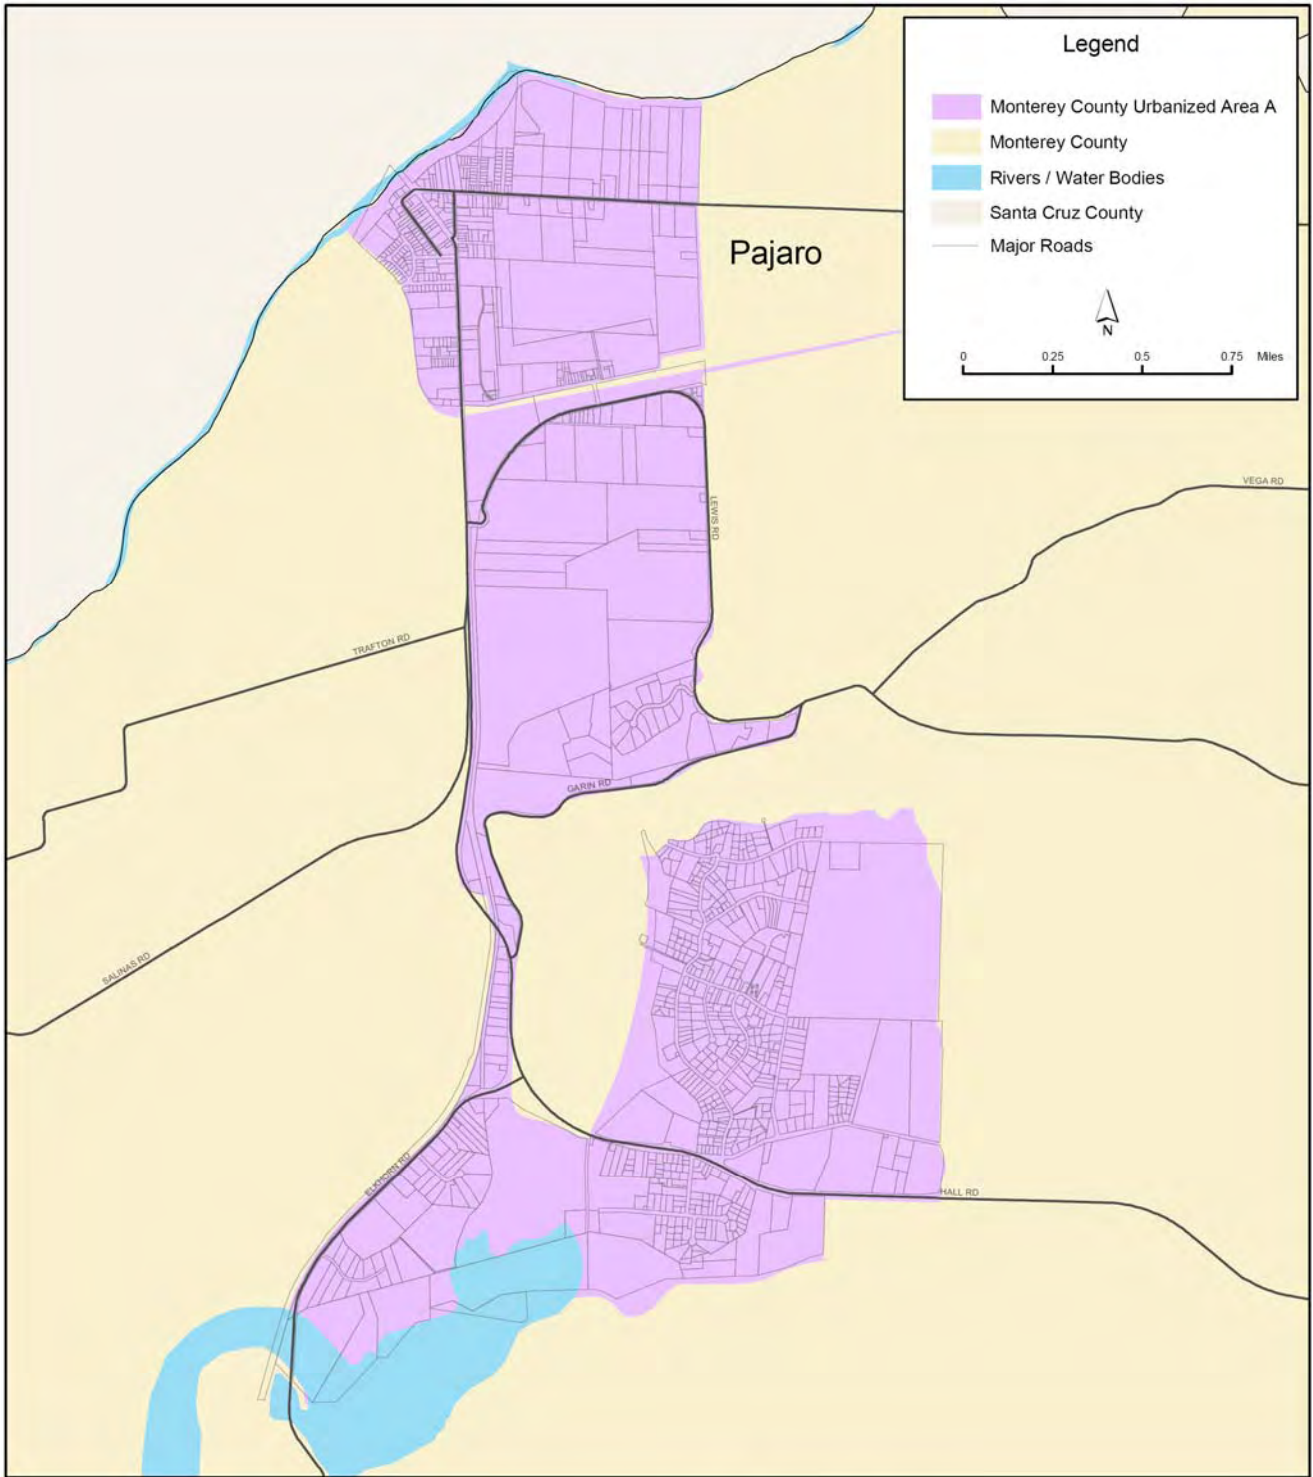 Legend
Monterey County Urbanized Area A
Monterey County
Rivers / Water Bodies
Santa Cruz County
Major Roads
N
0 0.25 0.5 0.75 Miles
Pajaro
VEGA RD
LEWIS RD
TRAFTON RD
GARIN RD
SALINAS RD
ELKHORN RD
HALL RD